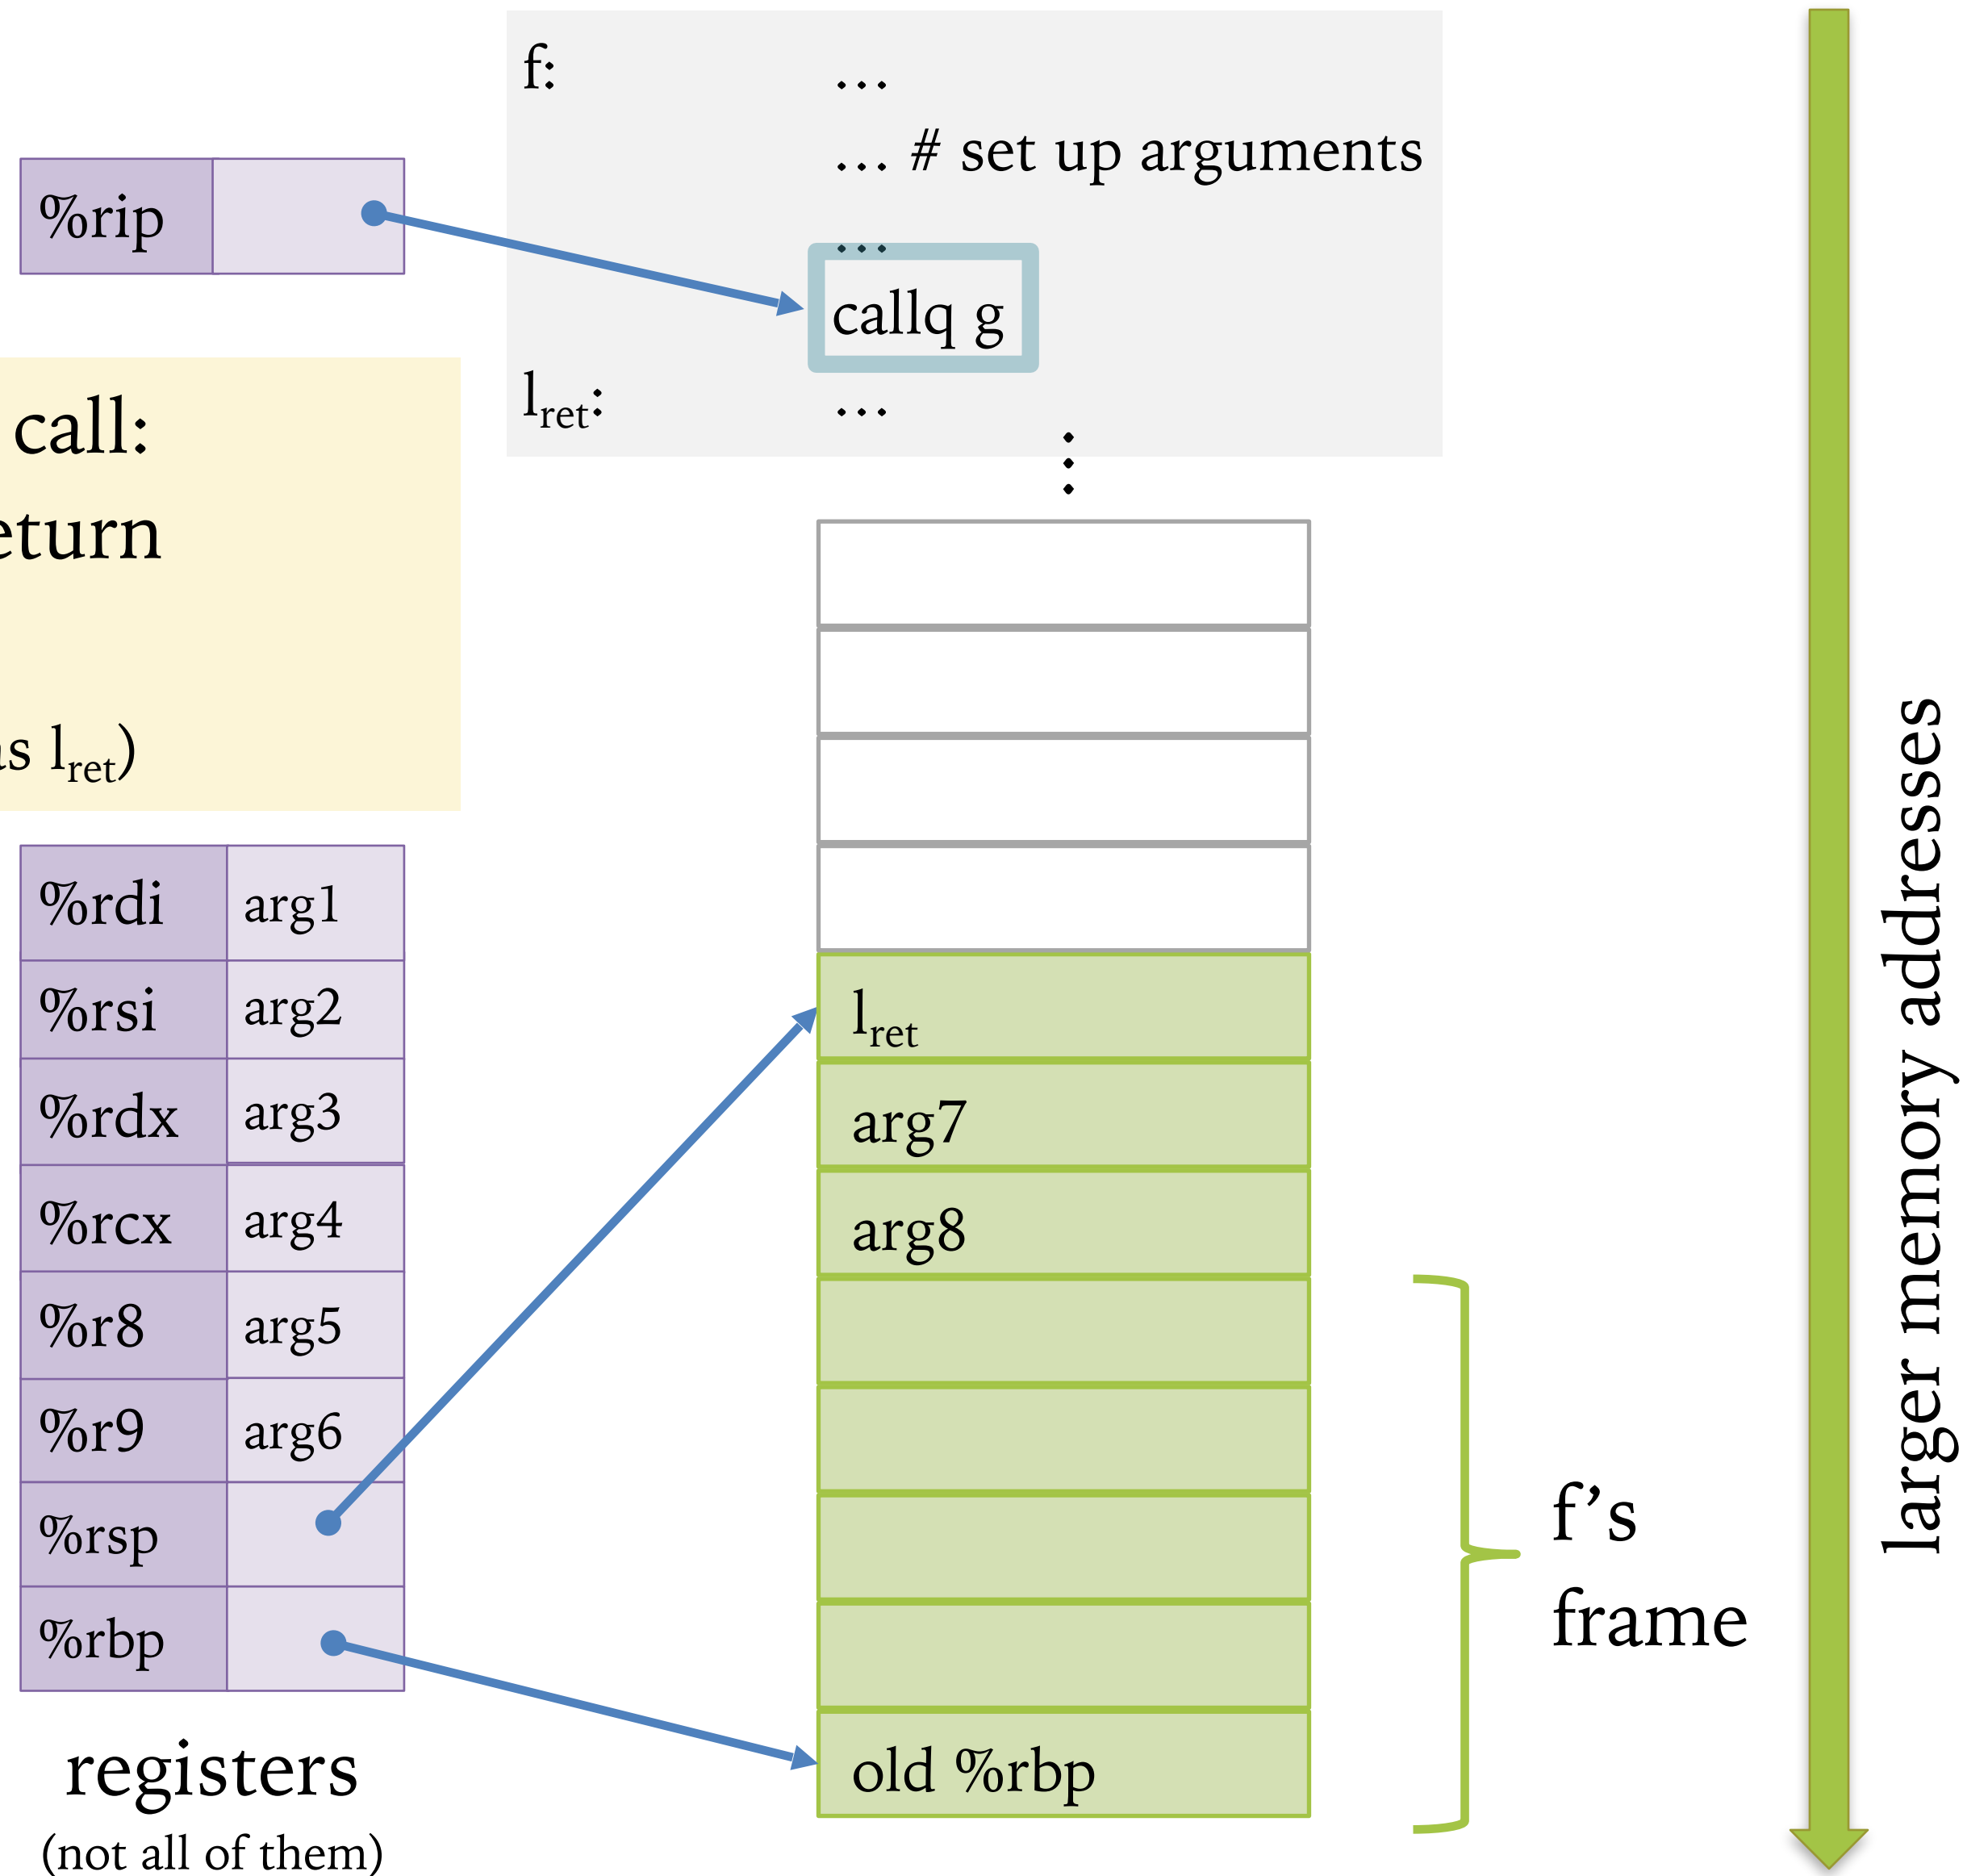 f: ...
... # set up arguments
...
callq g
lret: ...
⋮
%rip
call:
eturn
as lret)
%rdi arg1
%rsi arg2
%rdx arg3
%rcx arg4
%r8 arg5
%r9 arg6
%rsp
%rbp
registers
(not all of them)
lret
arg7
arg8
old %rbp
f's
frame
larger memory addresses